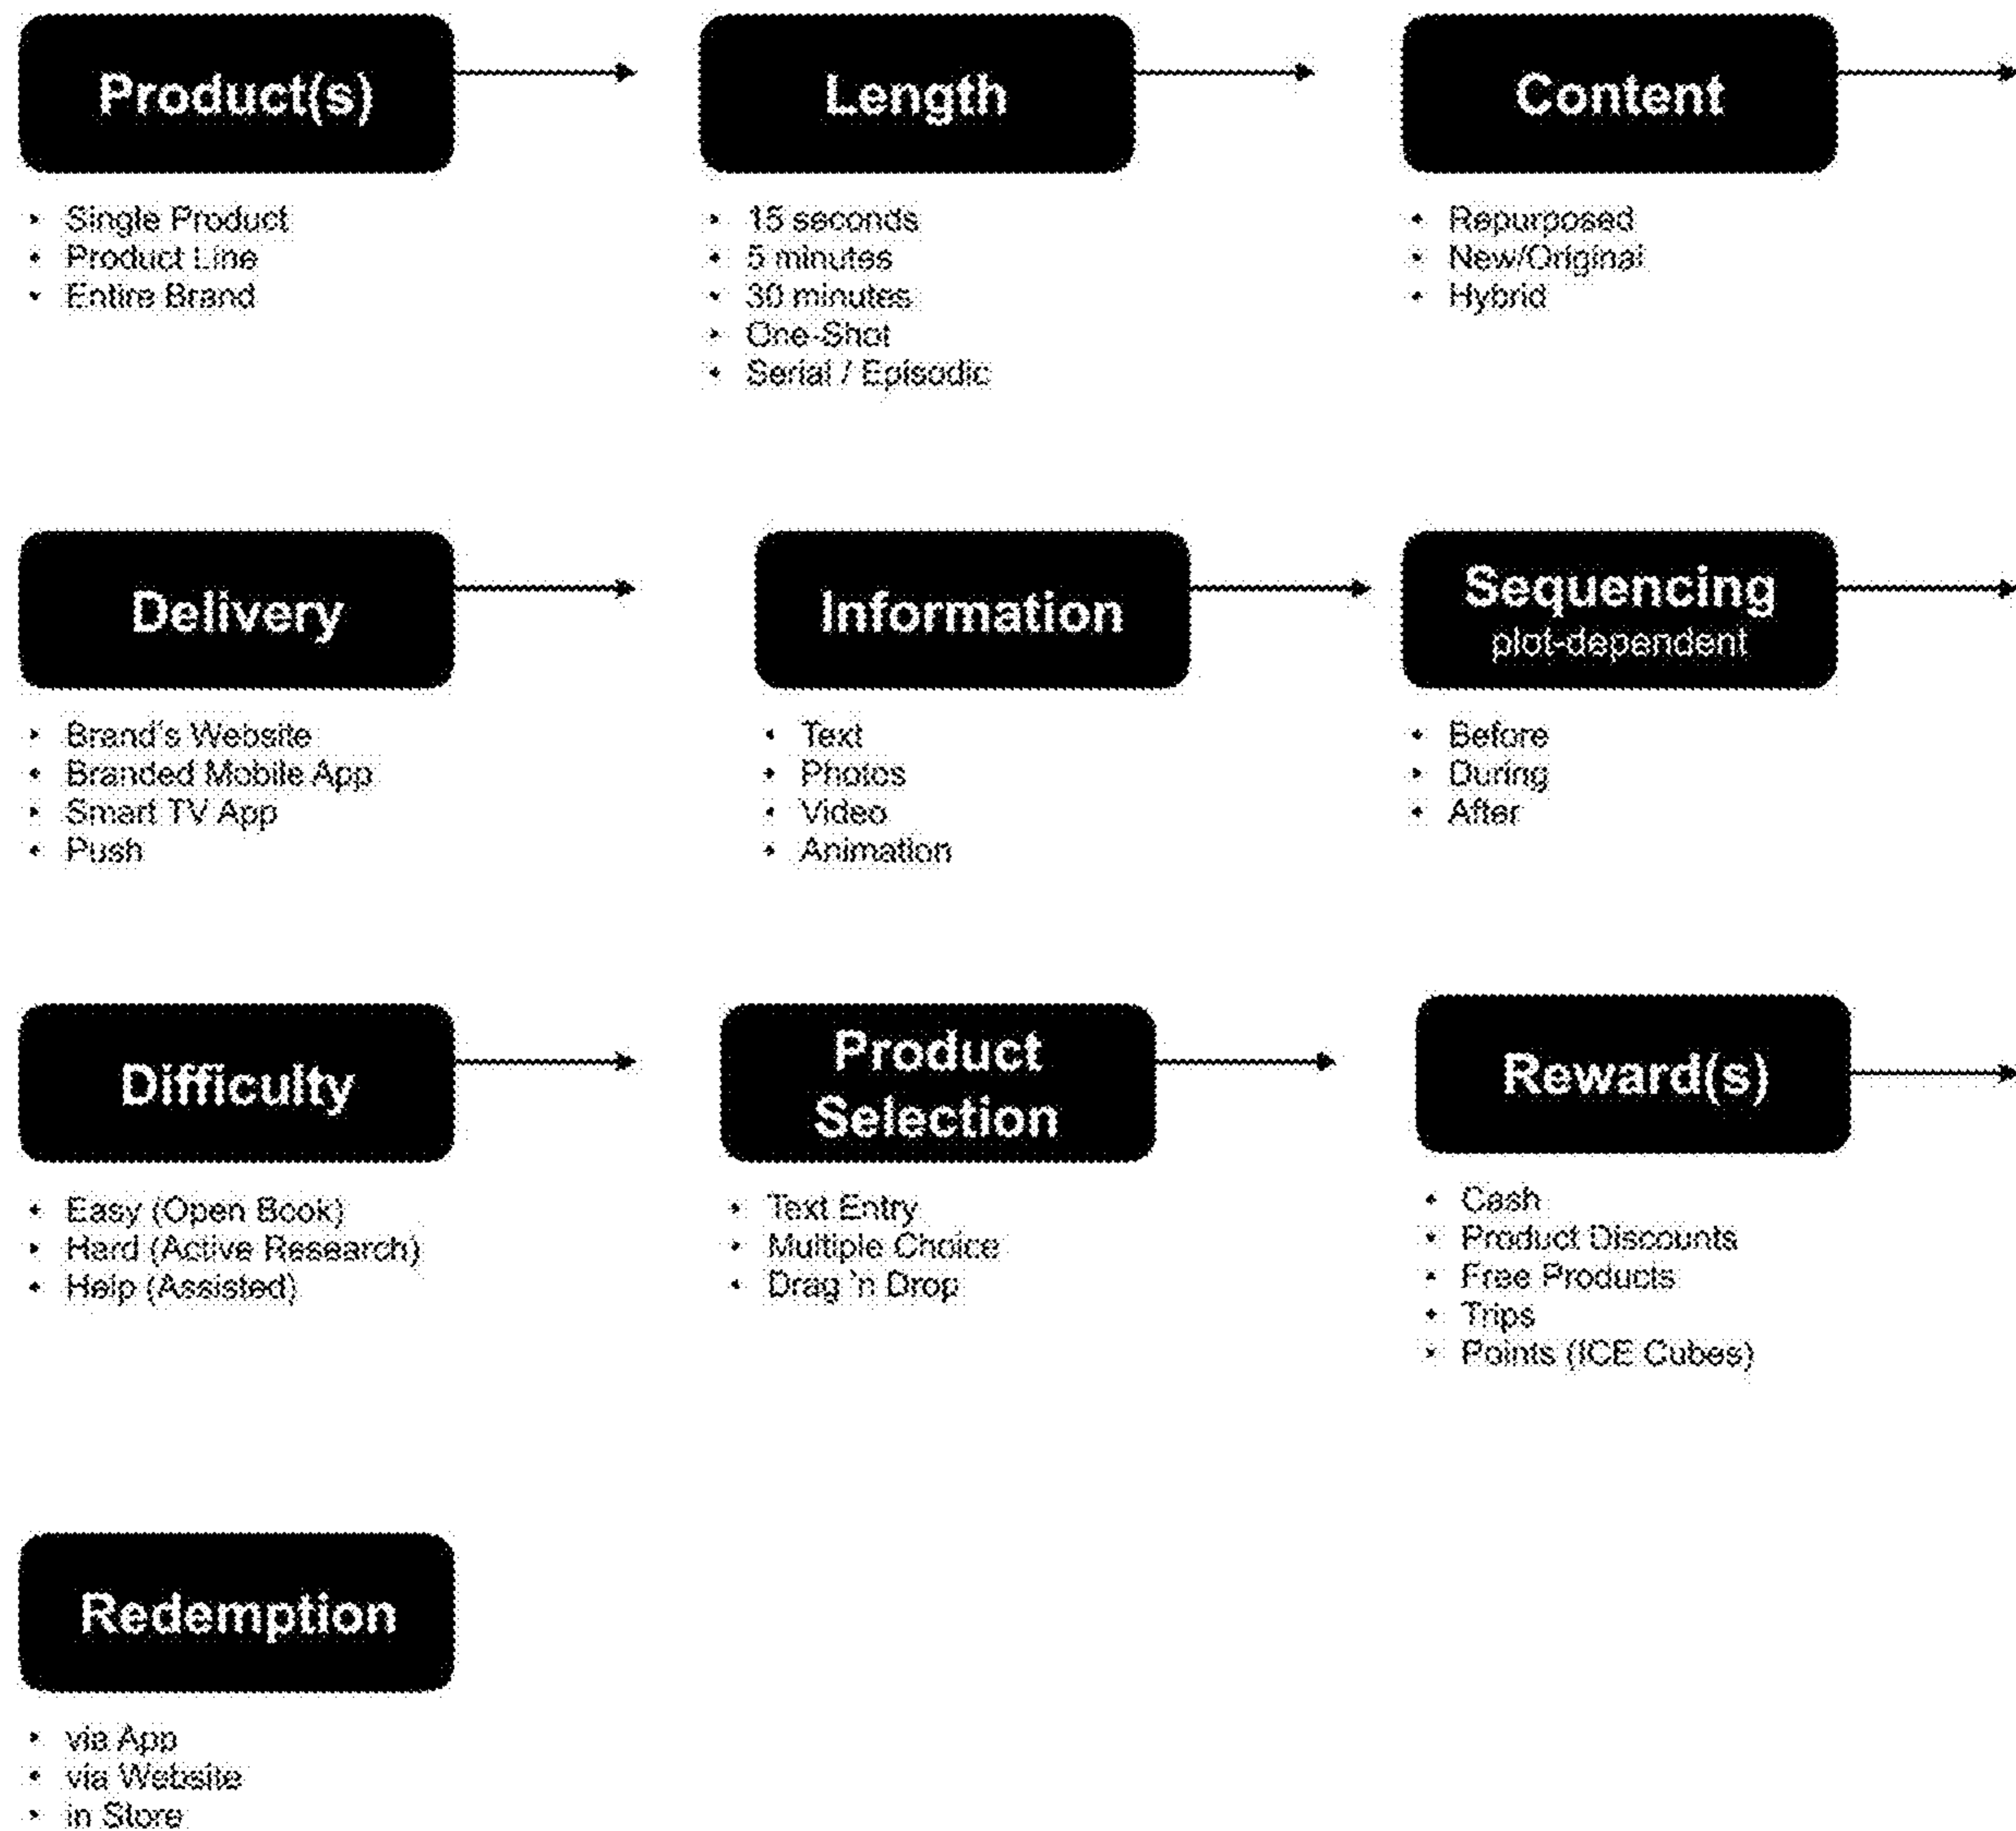 Product(s)
• Single Product
• Product Line
• Entire Brand
Length
• 15 seconds
• 5 minutes
• 30 minutes
• One-Shot
• Serial / Episodic
Content
• Repurposed
• New/Original
• Hybrid
Delivery
• Brand's Website
• Branded Mobile App
• Smart TV App
• Push
Information
• Text
• Photos
• Video
• Animation
Sequencing
plot-dependent
• Before
• During
• After
Difficulty
• Easy (Open Book)
• Hard (Active Research)
• Help (Assisted)
Product
Selection
• Text Entry
• Multiple Choice
• Drag 'n Drop
Reward(s)
• Cash
• Product Discounts
• Free Products
• Trips
• Points (ICE Cubes)
Redemption
• via App
• via Website
• in Store